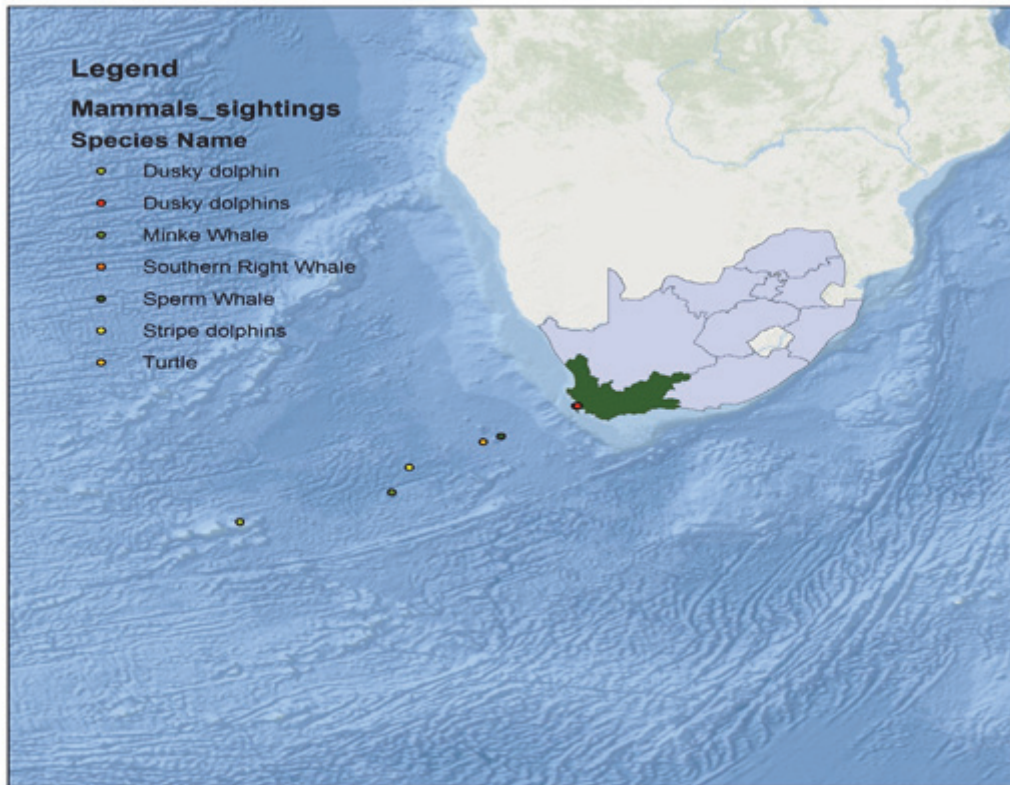 Legend
Mammals_sightings
Species Name
Dusky dolphin
Dusky dolphins
Minke Whale
Southern Right Whale
Sperm Whale
Stripe dolphins
Turtle